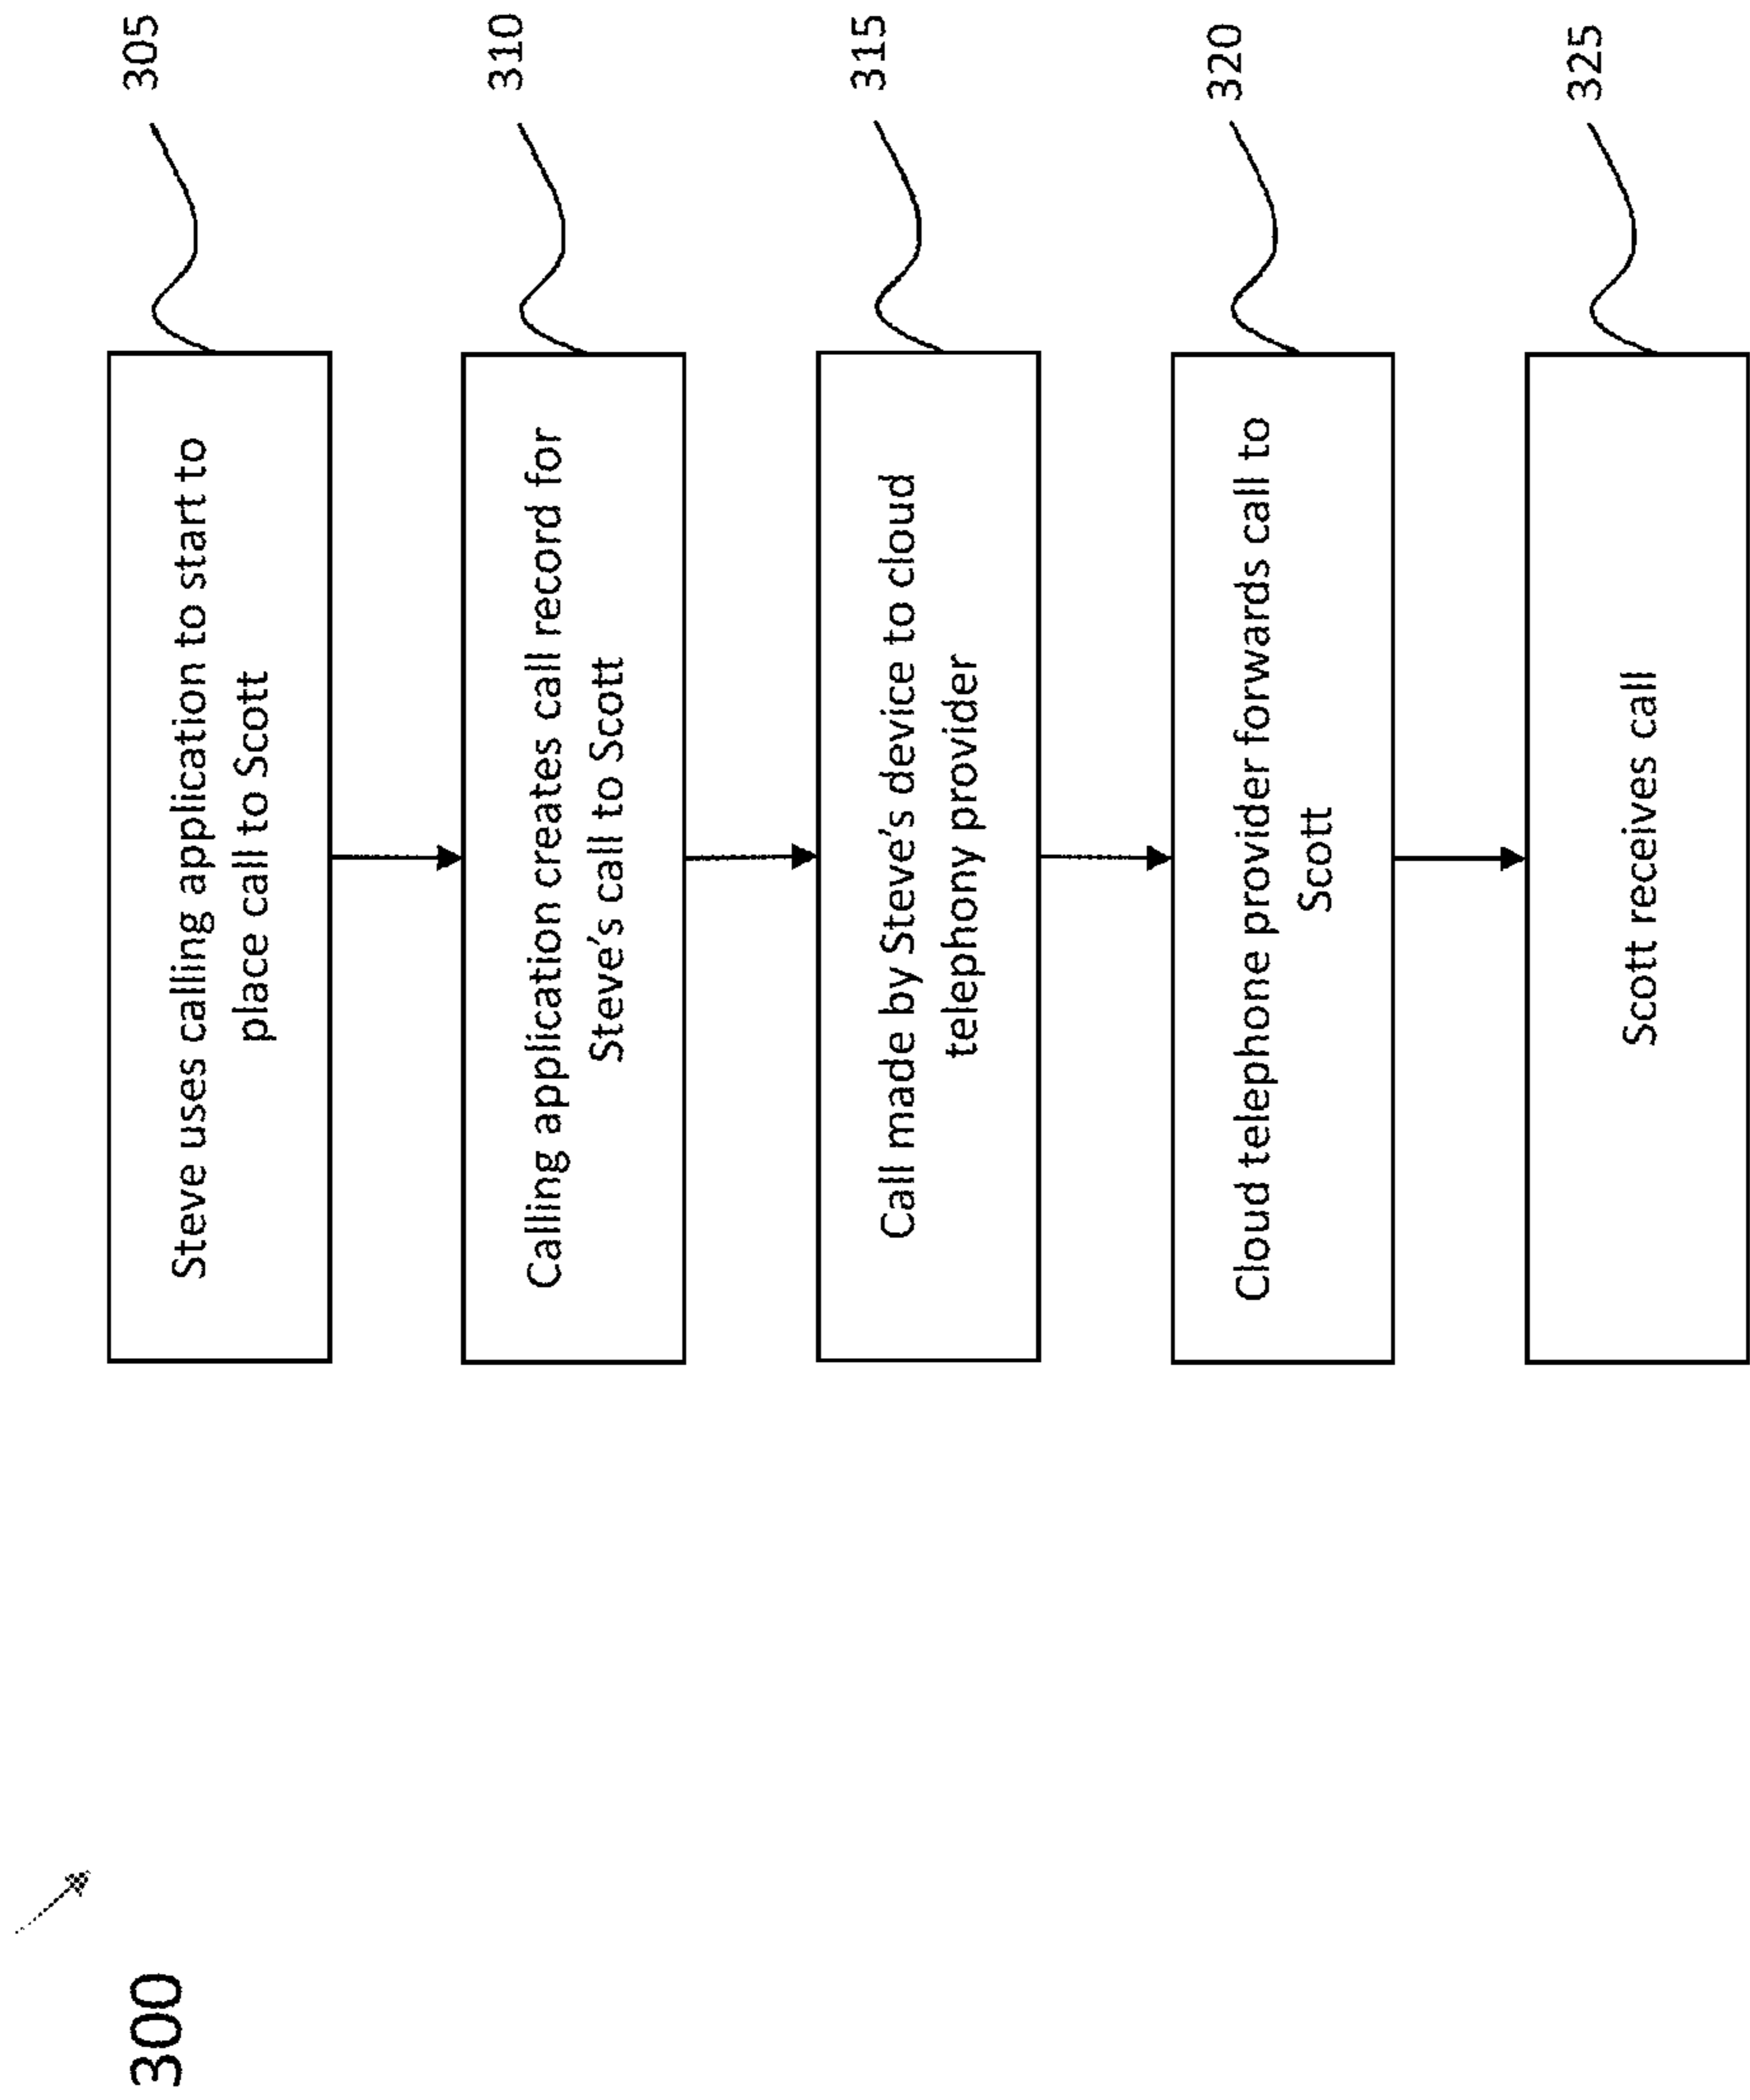 300
305
Steve uses calling application to start to
place call to Scott
310
Calling application creates call record for
Steve's call to Scott
315
Call made by Steve's device to cloud
telephony provider
320
Cloud telephone provider forwards call to
Scott
325
Scott receives call